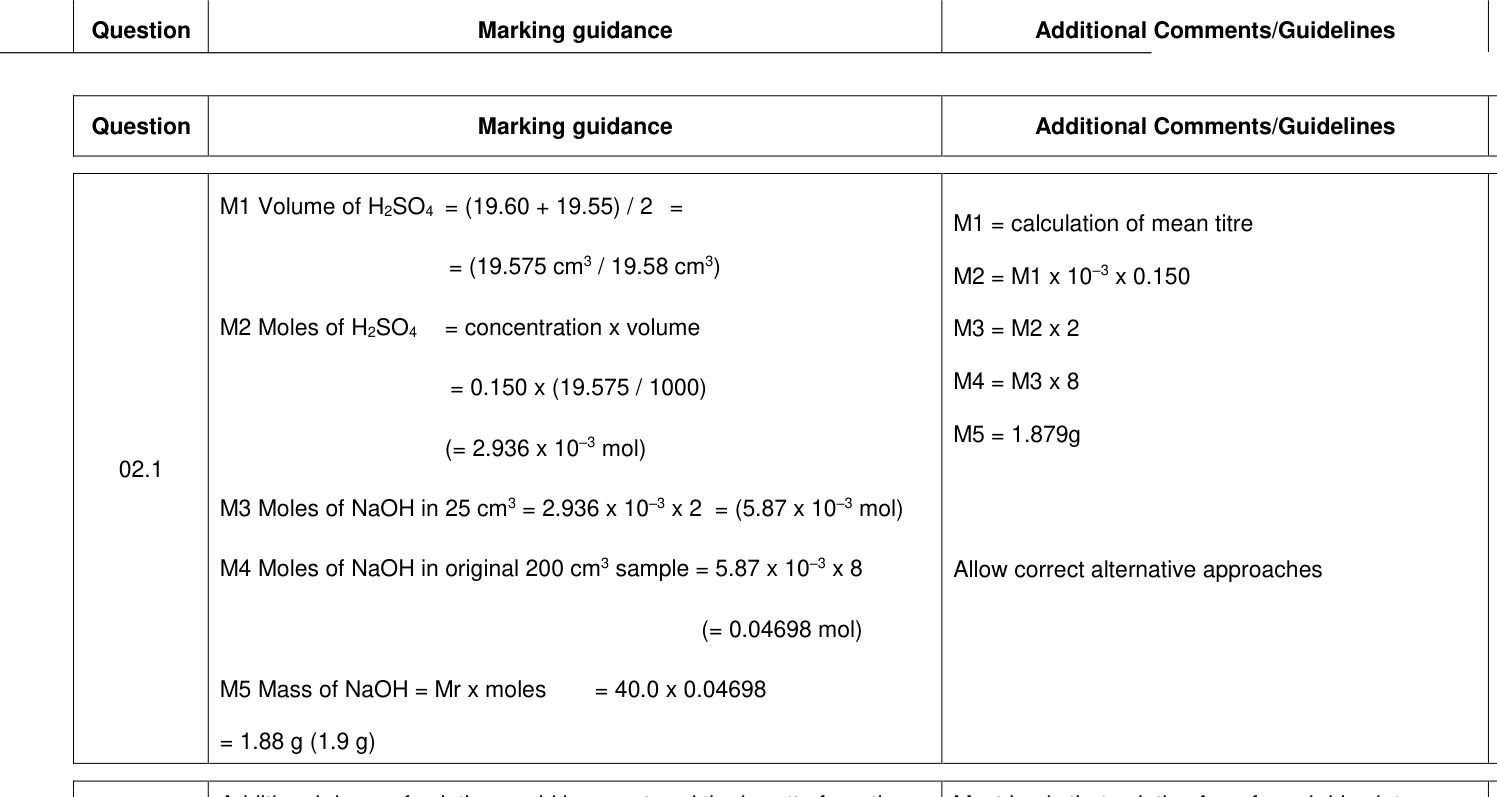 Question Marking guidance Additional Comments/Guidelines
Question Marking guidance Additional Comments/Guidelines
02.1
M1 Volume of H₂SO₄ = (19.60 + 19.55) / 2 =
= (19.575 cm³ / 19.58 cm³)
M2 Moles of H₂SO₄ = concentration x volume
= 0.150 x (19.575 / 1000)
(= 2.936 x 10⁻³ mol)
M3 Moles of NaOH in 25 cm³ = 2.936 x 10⁻³ x 2 = (5.87 x 10⁻³ mol)
M4 Moles of NaOH in original 200 cm³ sample = 5.87 x 10⁻³ x 8
(= 0.04698 mol)
M5 Mass of NaOH = Mr x moles = 40.0 x 0.04698
= 1.88 g (1.9 g)
M1 = calculation of mean titre
M2 = M1 x 10⁻³ x 0.150
M3 = M2 x 2
M4 = M3 x 8
M5 = 1.879g
Allow correct alternative approaches